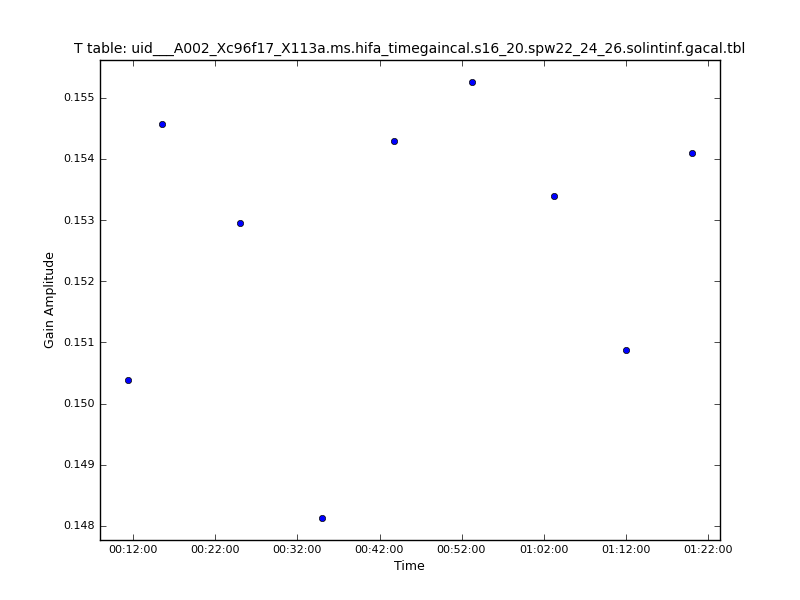 T table: uid___A002_Xc96f17_X113a.ms.hifa_timegaincal.s16_20.spw22_24_26.solintinf.gacal.tbl
0.155
0.154
0.153
0.152
0.151
0.150
0.149
0.148
Gain Amplitude
00:12:00 00:22:00 00:32:00 00:42:00 00:52:00 01:02:00 01:12:00 01:22:00
Time